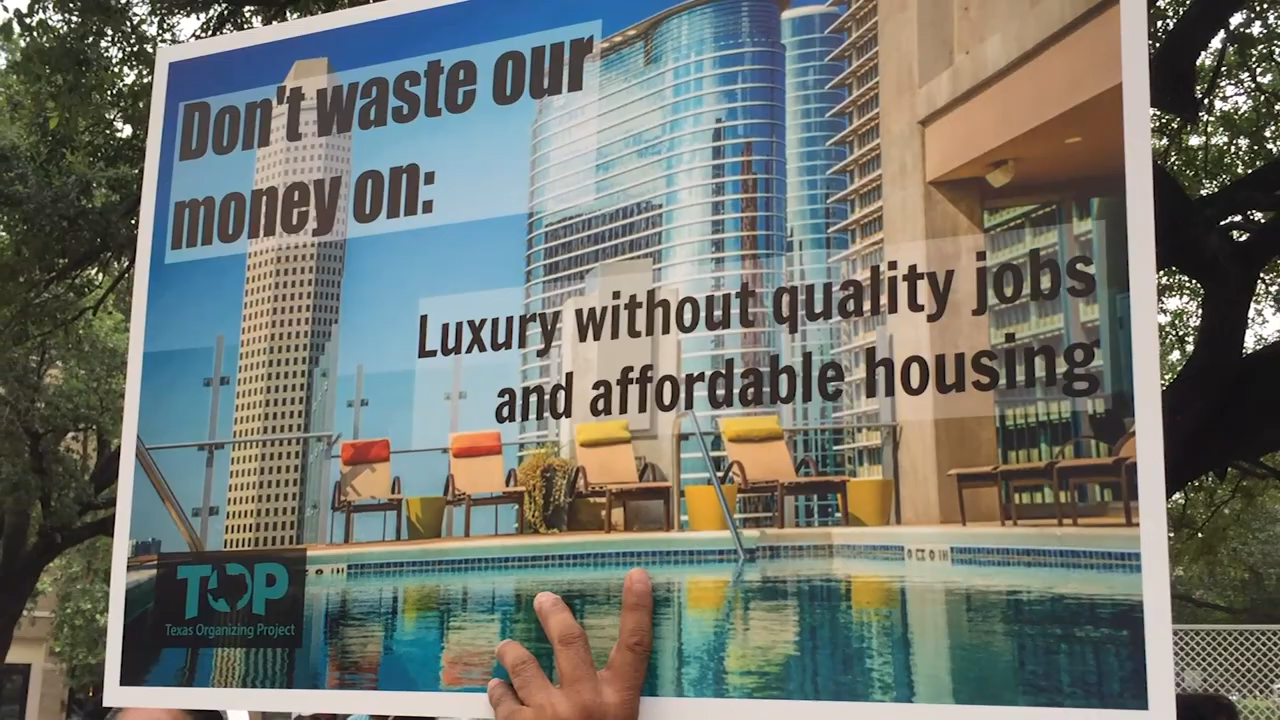 Don't waste our
money on:
Luxury without quality jobs
and affordable housing
TOP
Texas Organizing Project